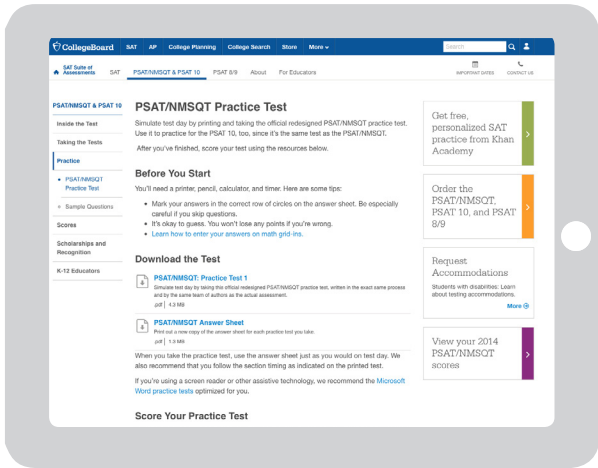 CollegeBoard SAT AP College Planning College Search Store More Search
SAT Suite of
Assessments SAT PSAT/NMSQT & PSAT 10 PSAT 8/9 About For Educators IMPORTANT DATES CONTACT US
PSAT/NMSQT & PSAT 10
Inside the Test
Taking the Tests
Practice
• PSAT/NMSQT
Practice Test
+ Sample Questions
Scores
Scholarships and
Recognition
K-12 Educators
PSAT/NMSQT Practice Test
Simulate test day by printing and taking the official redesigned PSAT/NMSQT practice test.
Use it to practice for the PSAT 10, too, since it's the same test as the PSAT/NMSQT.
After you've finished, score your test using the resources below.
Before You Start
You'll need a printer, pencil, calculator, and timer. Here are some tips:
• Mark your answers in the correct row of circles on the answer sheet. Be especially
careful if you skip questions.
• It's okay to guess. You won't lose any points if you're wrong.
• Learn how to enter your answers on math grid-ins.
Download the Test
PSAT/NMSQT: Practice Test 1
Simulate test day by taking this official redesigned PSAT/NMSQT practice test, written in the exact same process
and by the same team of authors as the actual assessment.
.pdf | 4.3 MB
PSAT/NMSQT Answer Sheet
Print out a new copy of the answer sheet for each practice test you take.
.pdf | 1.3 MB
When you take the practice test, use the answer sheet just as you would on test day. We
also recommend that you follow the section timing as indicated on the printed test.
If you're using a screen reader or other assistive technology, we recommend the Microsoft
Word practice tests optimized for you.
Score Your Practice Test
Get free,
personalized SAT
practice from Khan
Academy
Order the
PSAT/NMSQT,
PSAT 10, and PSAT
8/9
Request
Accommodations
Students with disabilities: Learn
about testing accommodations.
More
View your 2014
PSAT/NMSQT
scores